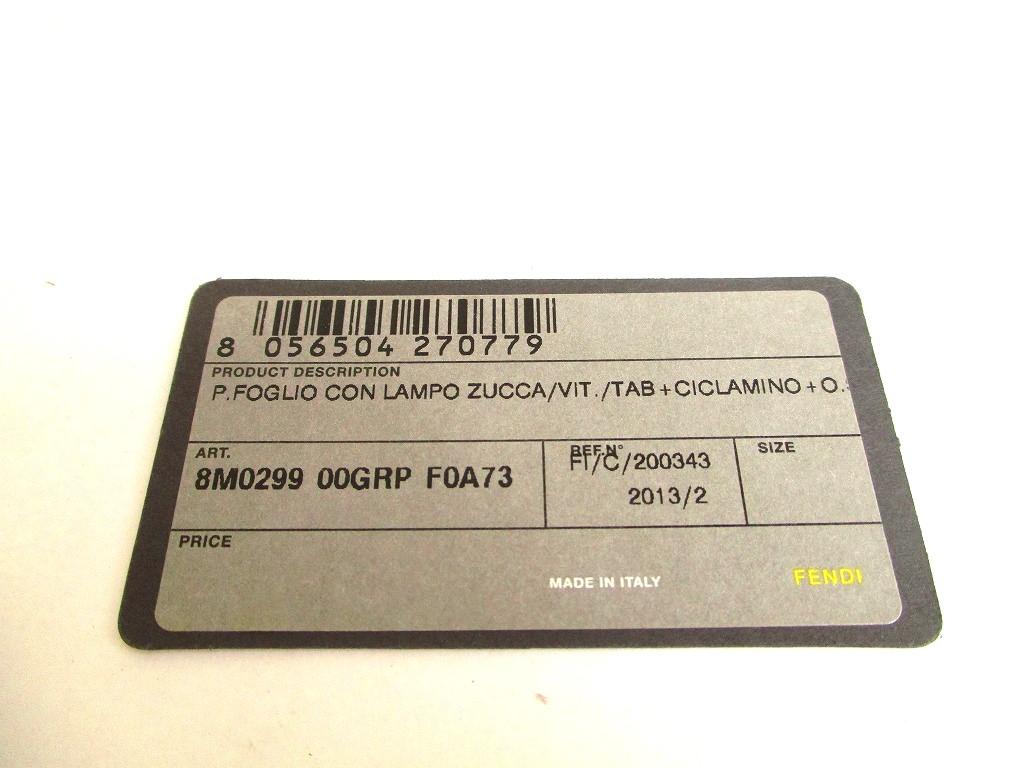 8 056504 270779
PRODUCT DESCRIPTION
P.FOGLIO CON LAMPO ZUCCA/VIT./TAB+CICLAMINO+O.
ART.
8M0299 00GRP F0A73
REF.N°
FI/C/200343
2013/2
SIZE
PRICE
MADE IN ITALY
FENDI